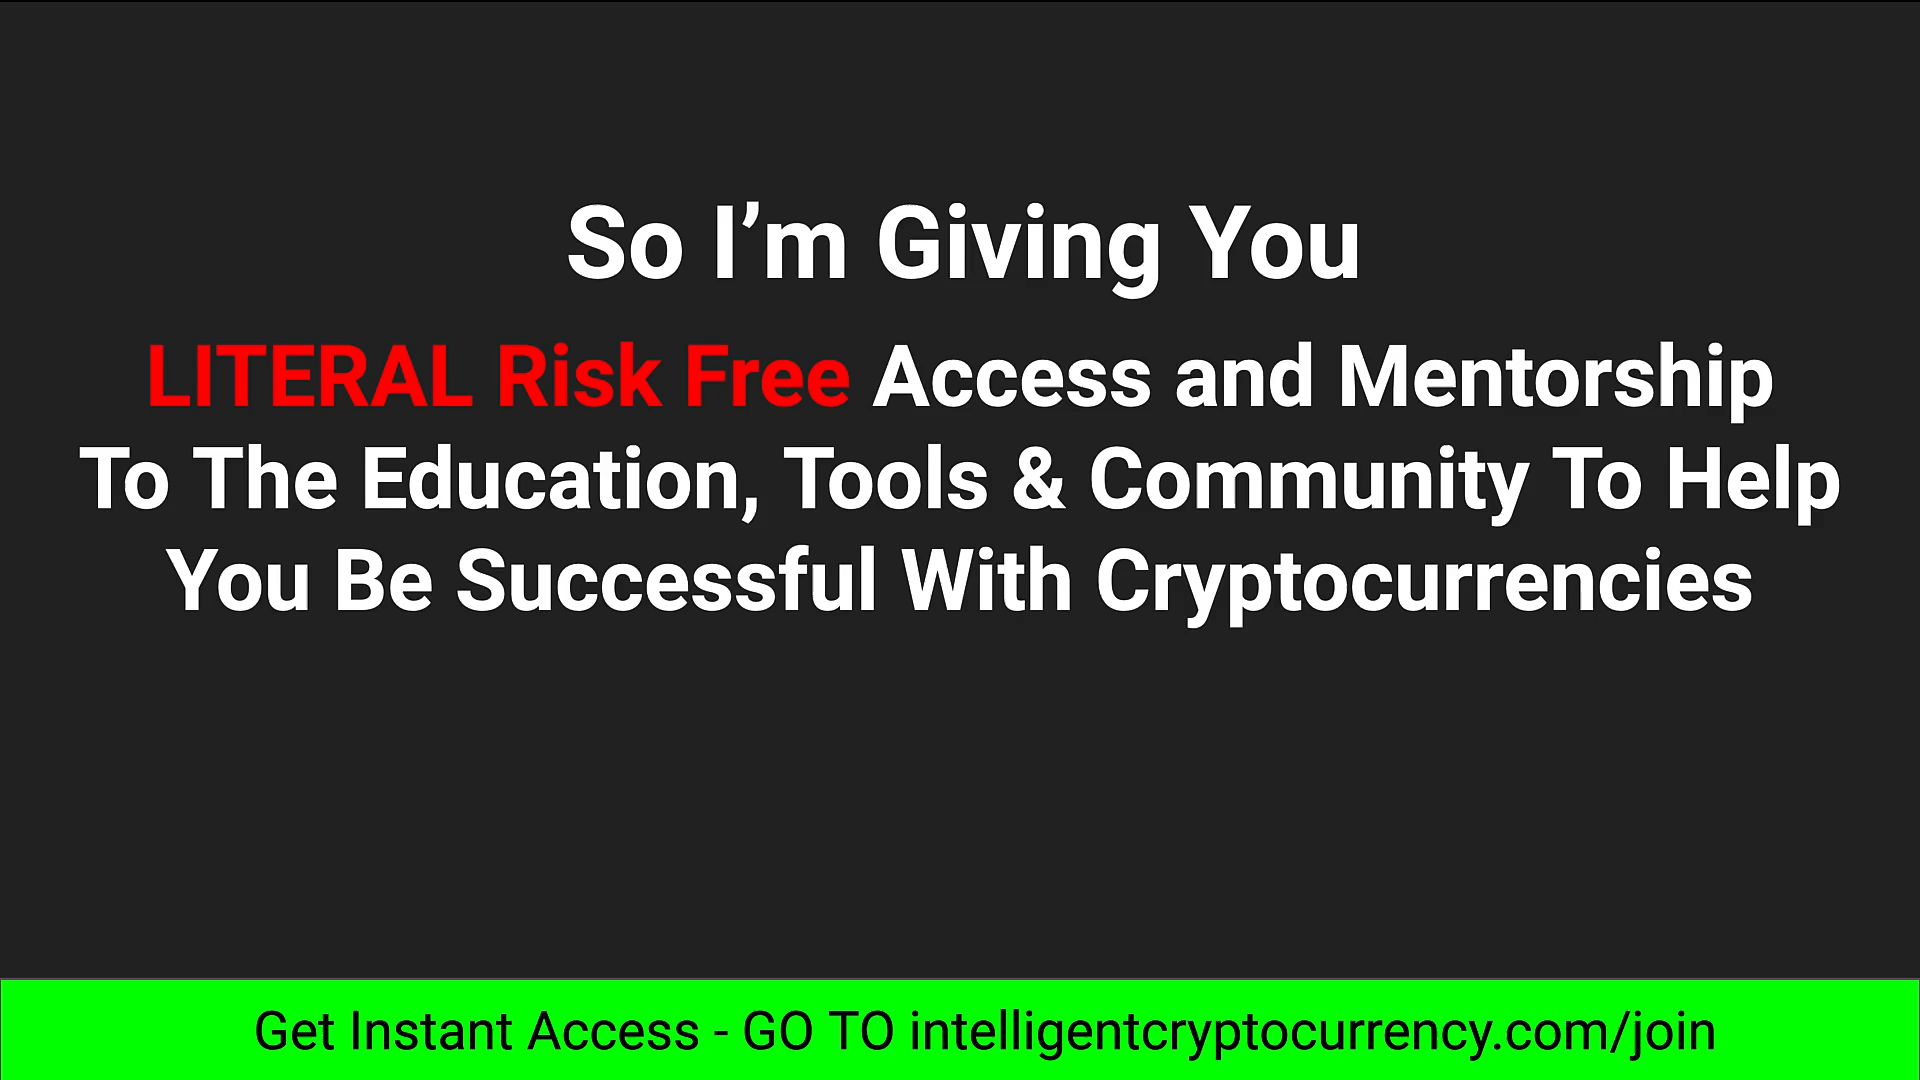 So I’m Giving You
LITERAL Risk Free Access and Mentorship
To The Education, Tools & Community To Help
You Be Successful With Cryptocurrencies
Get Instant Access - GO TO intelligentcryptocurrency.com/join